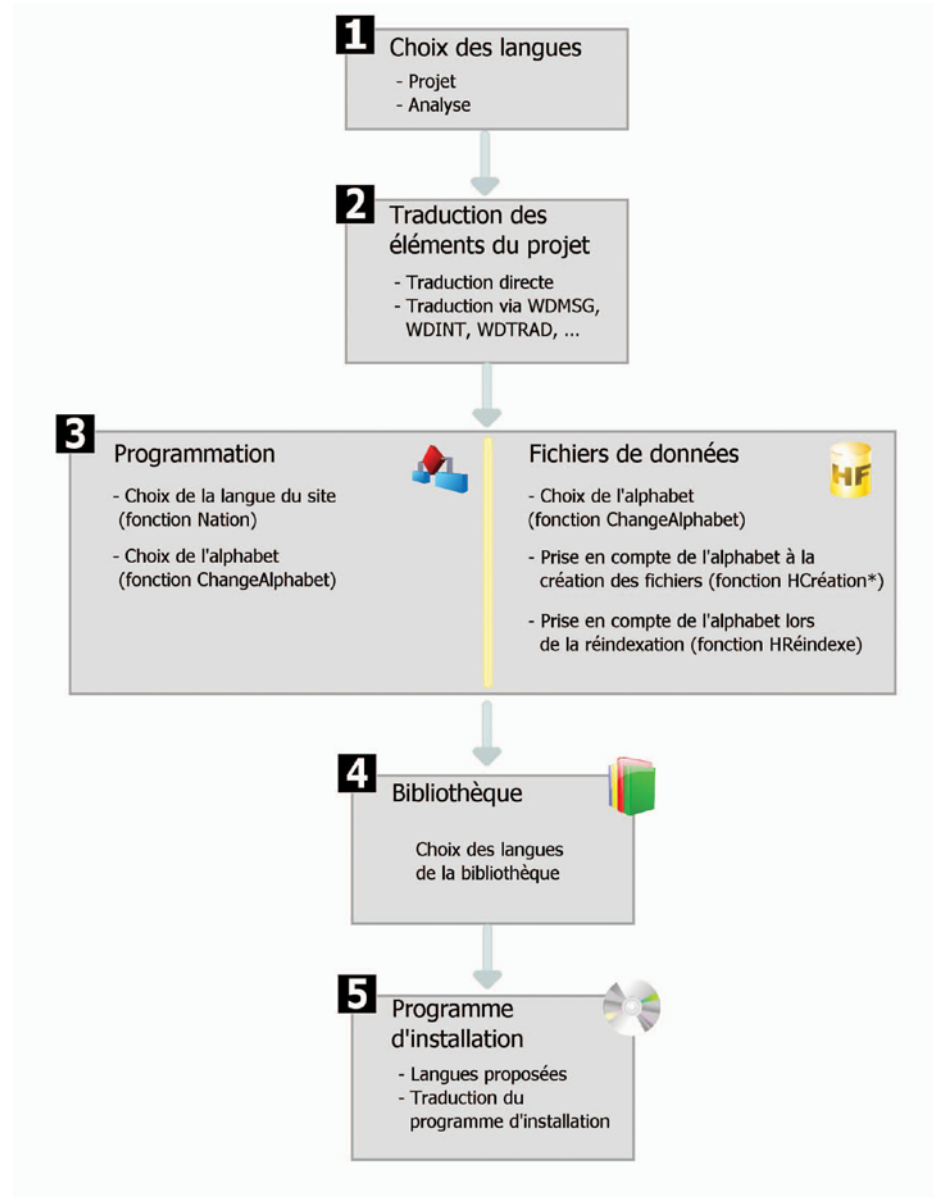 1
Choix des langues
- Projet
- Analyse
2
Traduction des
éléments du projet
- Traduction directe
- Traduction via WDMSG,
WDINT, WDTRAD, ...
3
Programmation
- Choix de la langue du site
(fonction Nation)
- Choix de l'alphabet
(fonction ChangeAlphabet)
Fichiers de données
HF
- Choix de l'alphabet
(fonction ChangeAlphabet)
- Prise en compte de l'alphabet à la
création des fichiers (fonction HCréation*)
- Prise en compte de l'alphabet lors
de la réindexation (fonction HRéindexe)
4
Bibliothèque
Choix des langues
de la bibliothèque
5
Programme
d'installation
- Langues proposées
- Traduction du
programme d'installation